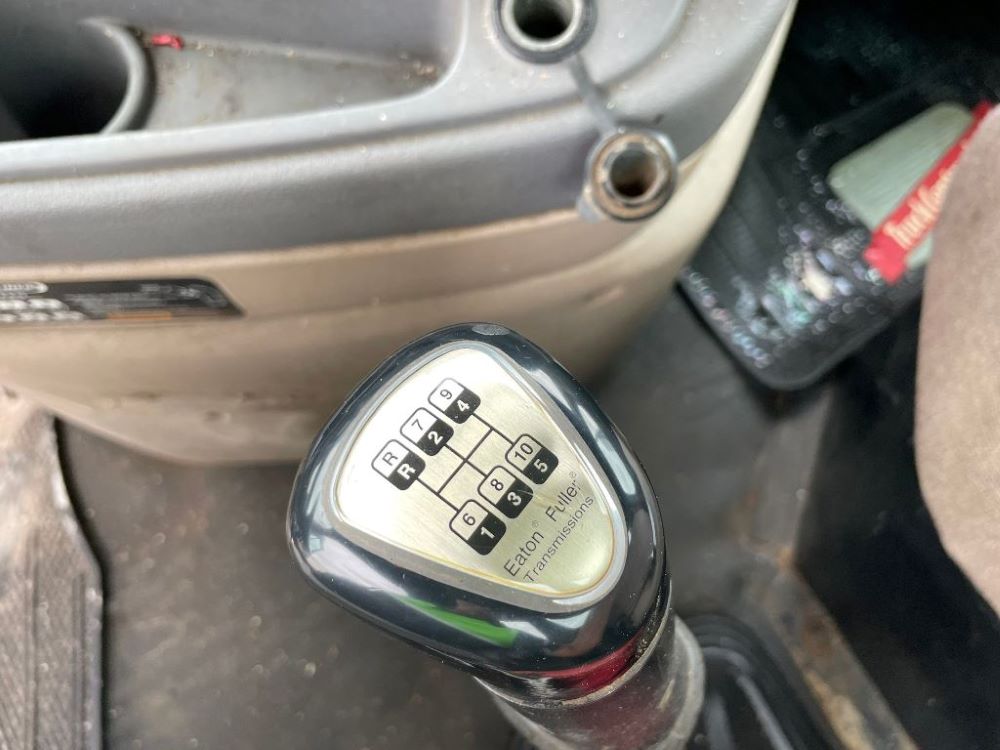 R 7 9
R 2 4
6 8 10
1 3 5
Eaton® Fuller®
Transmissions